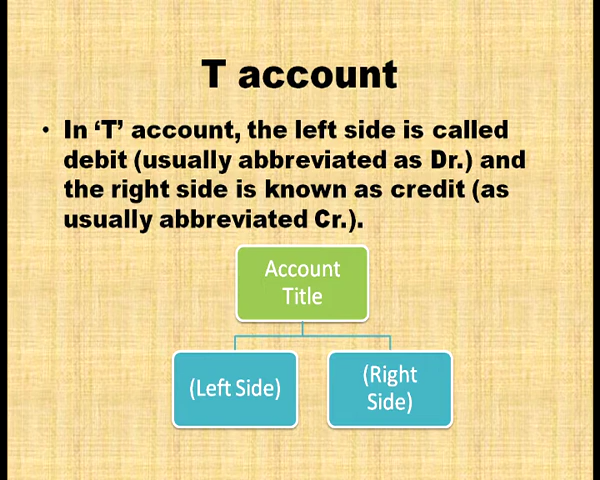 T account
• In ‘T’ account, the left side is called
debit (usually abbreviated as Dr.) and
the right side is known as credit (as
usually abbreviated Cr.).
Account
Title
(Left Side)
(Right
Side)